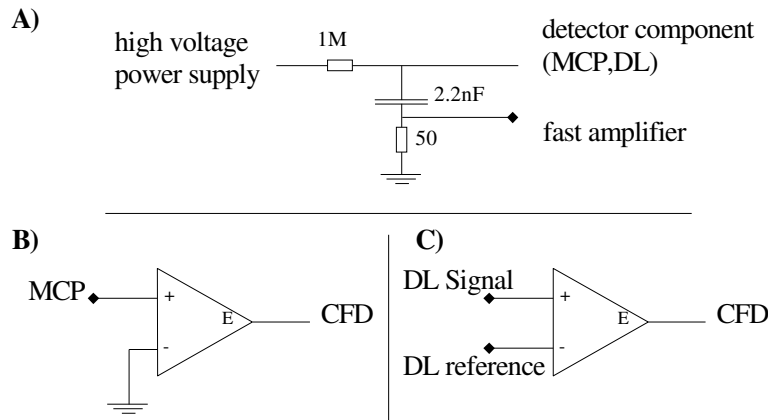 A)
high voltage
power supply
1M
detector component
(MCP,DL)
2.2nF
50
fast amplifier
B)
MCP
+
-
E
CFD
C)
DL Signal
DL reference
+
-
E
CFD